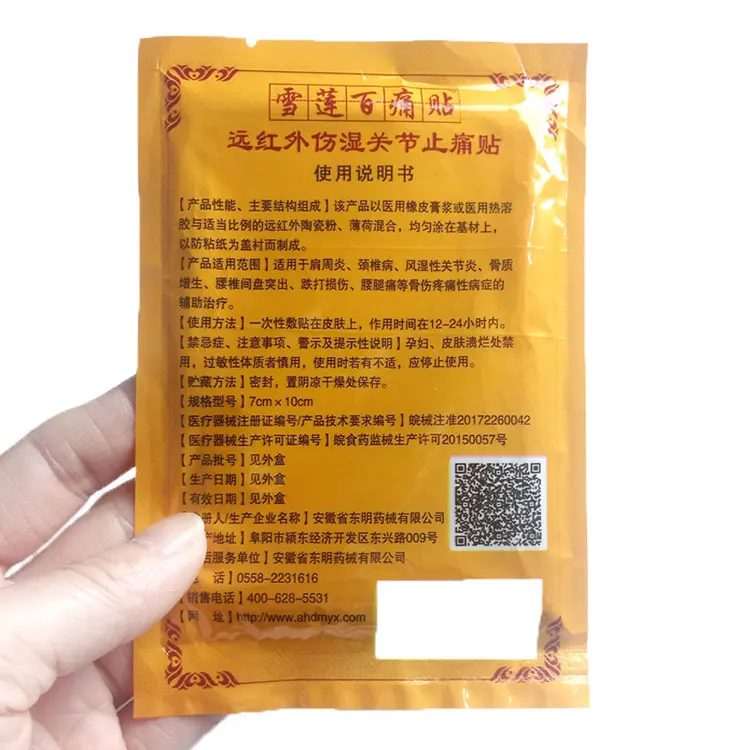 雪莲百痛贴
远红外伤湿关节止痛贴
使用说明书
【产品性能、主要结构组成】该产品以医用橡皮膏浆或医用热溶
胶与适当比例的远红外陶瓷粉、薄荷混合，均匀涂在基材上，
以防粘纸为盖衬而制成。
【产品适用范围】适用于肩周炎、颈椎病、风湿性关节炎、骨质
增生、腰椎间盘突出、跌打损伤、腰腿痛等骨伤疼痛性病症的
辅助治疗。
【使用方法】一次性敷贴在皮肤上，作用时间在12-24小时内。
【禁忌症、注意事项、警示及提示性说明】孕妇、皮肤溃烂处禁
用，过敏性体质者慎用，使用时若有不适，应停止使用。
【贮藏方法】密封，置阴凉干燥处保存。
【规格型号】7cm×10cm
【医疗器械注册证编号/产品技术要求编号】皖械注准20172260042
【医疗器械生产许可证编号】皖食药监械生产许可20150057号
【产品批号】见外盒
【生产日期】见外盒
【有效日期】见外盒
册人/生产企业名称】安徽省东明药械有限公司
地址】阜阳市颍东经济开发区东兴路009号
服务单位】安徽省东明药械有限公司
话】0558-2231616
销售电话】400-628-5531
【网 址】http://www.ahdmyx.com